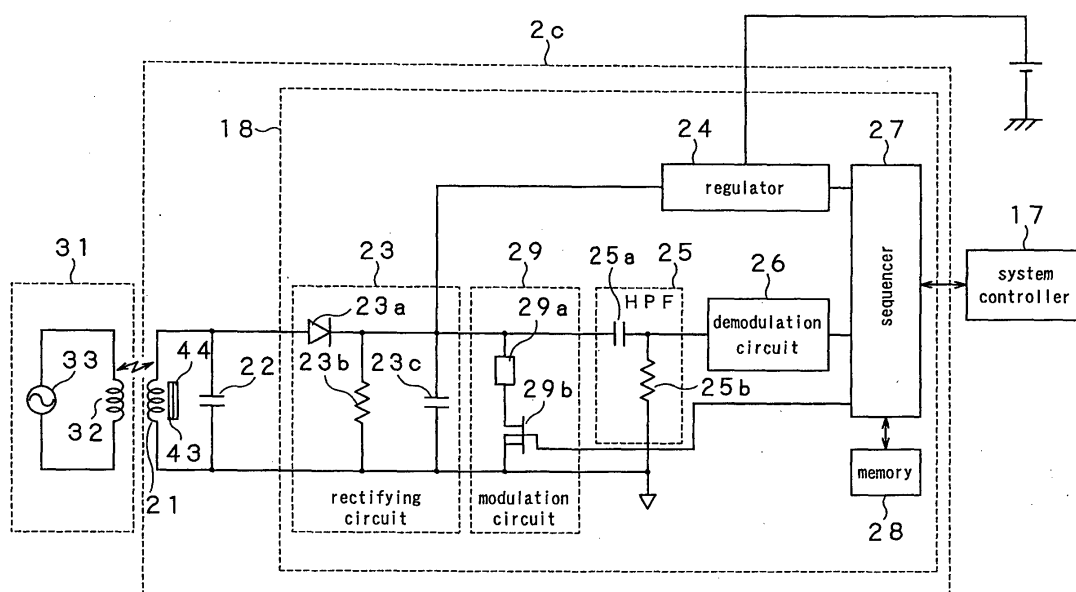 2c
18
24
27
regulator
17
31
23
29
25a
25
26
sequencer
system
controller
23a
29a
HPF
demodulation
circuit
33
44
22
23b
23c
29b
25b
32
43
21
rectifying
circuit
modulation
circuit
memory
28